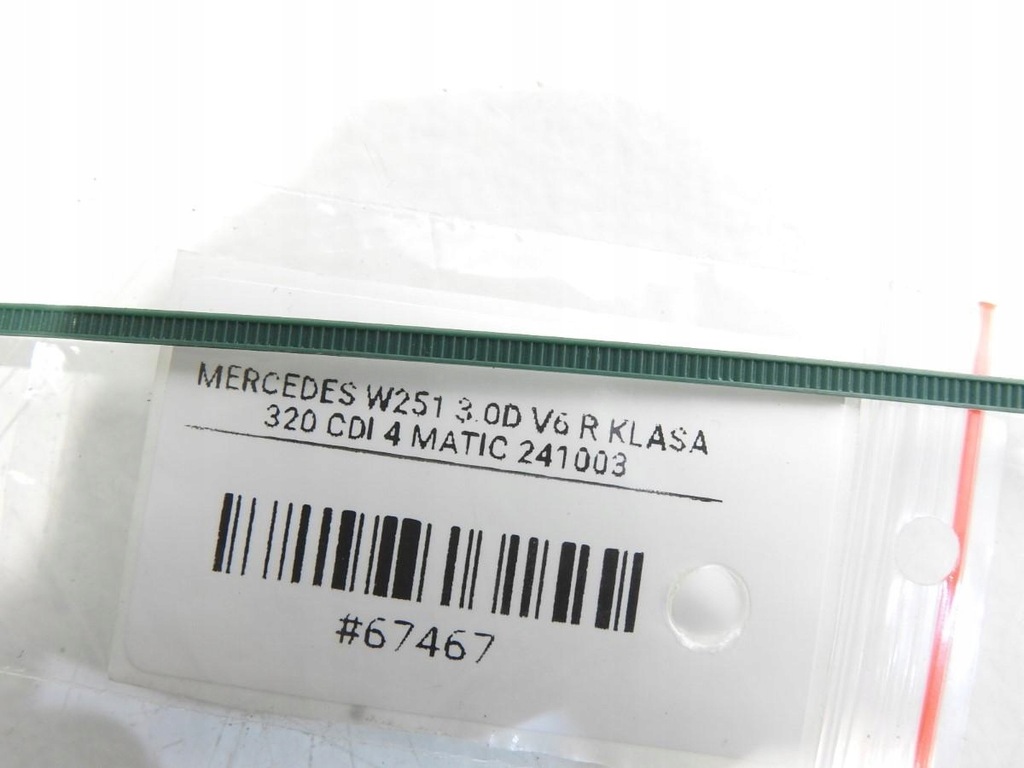 MERCEDES W251 3.0D V6 R KLASA
320 CDI 4 MATIC 241003
#67467